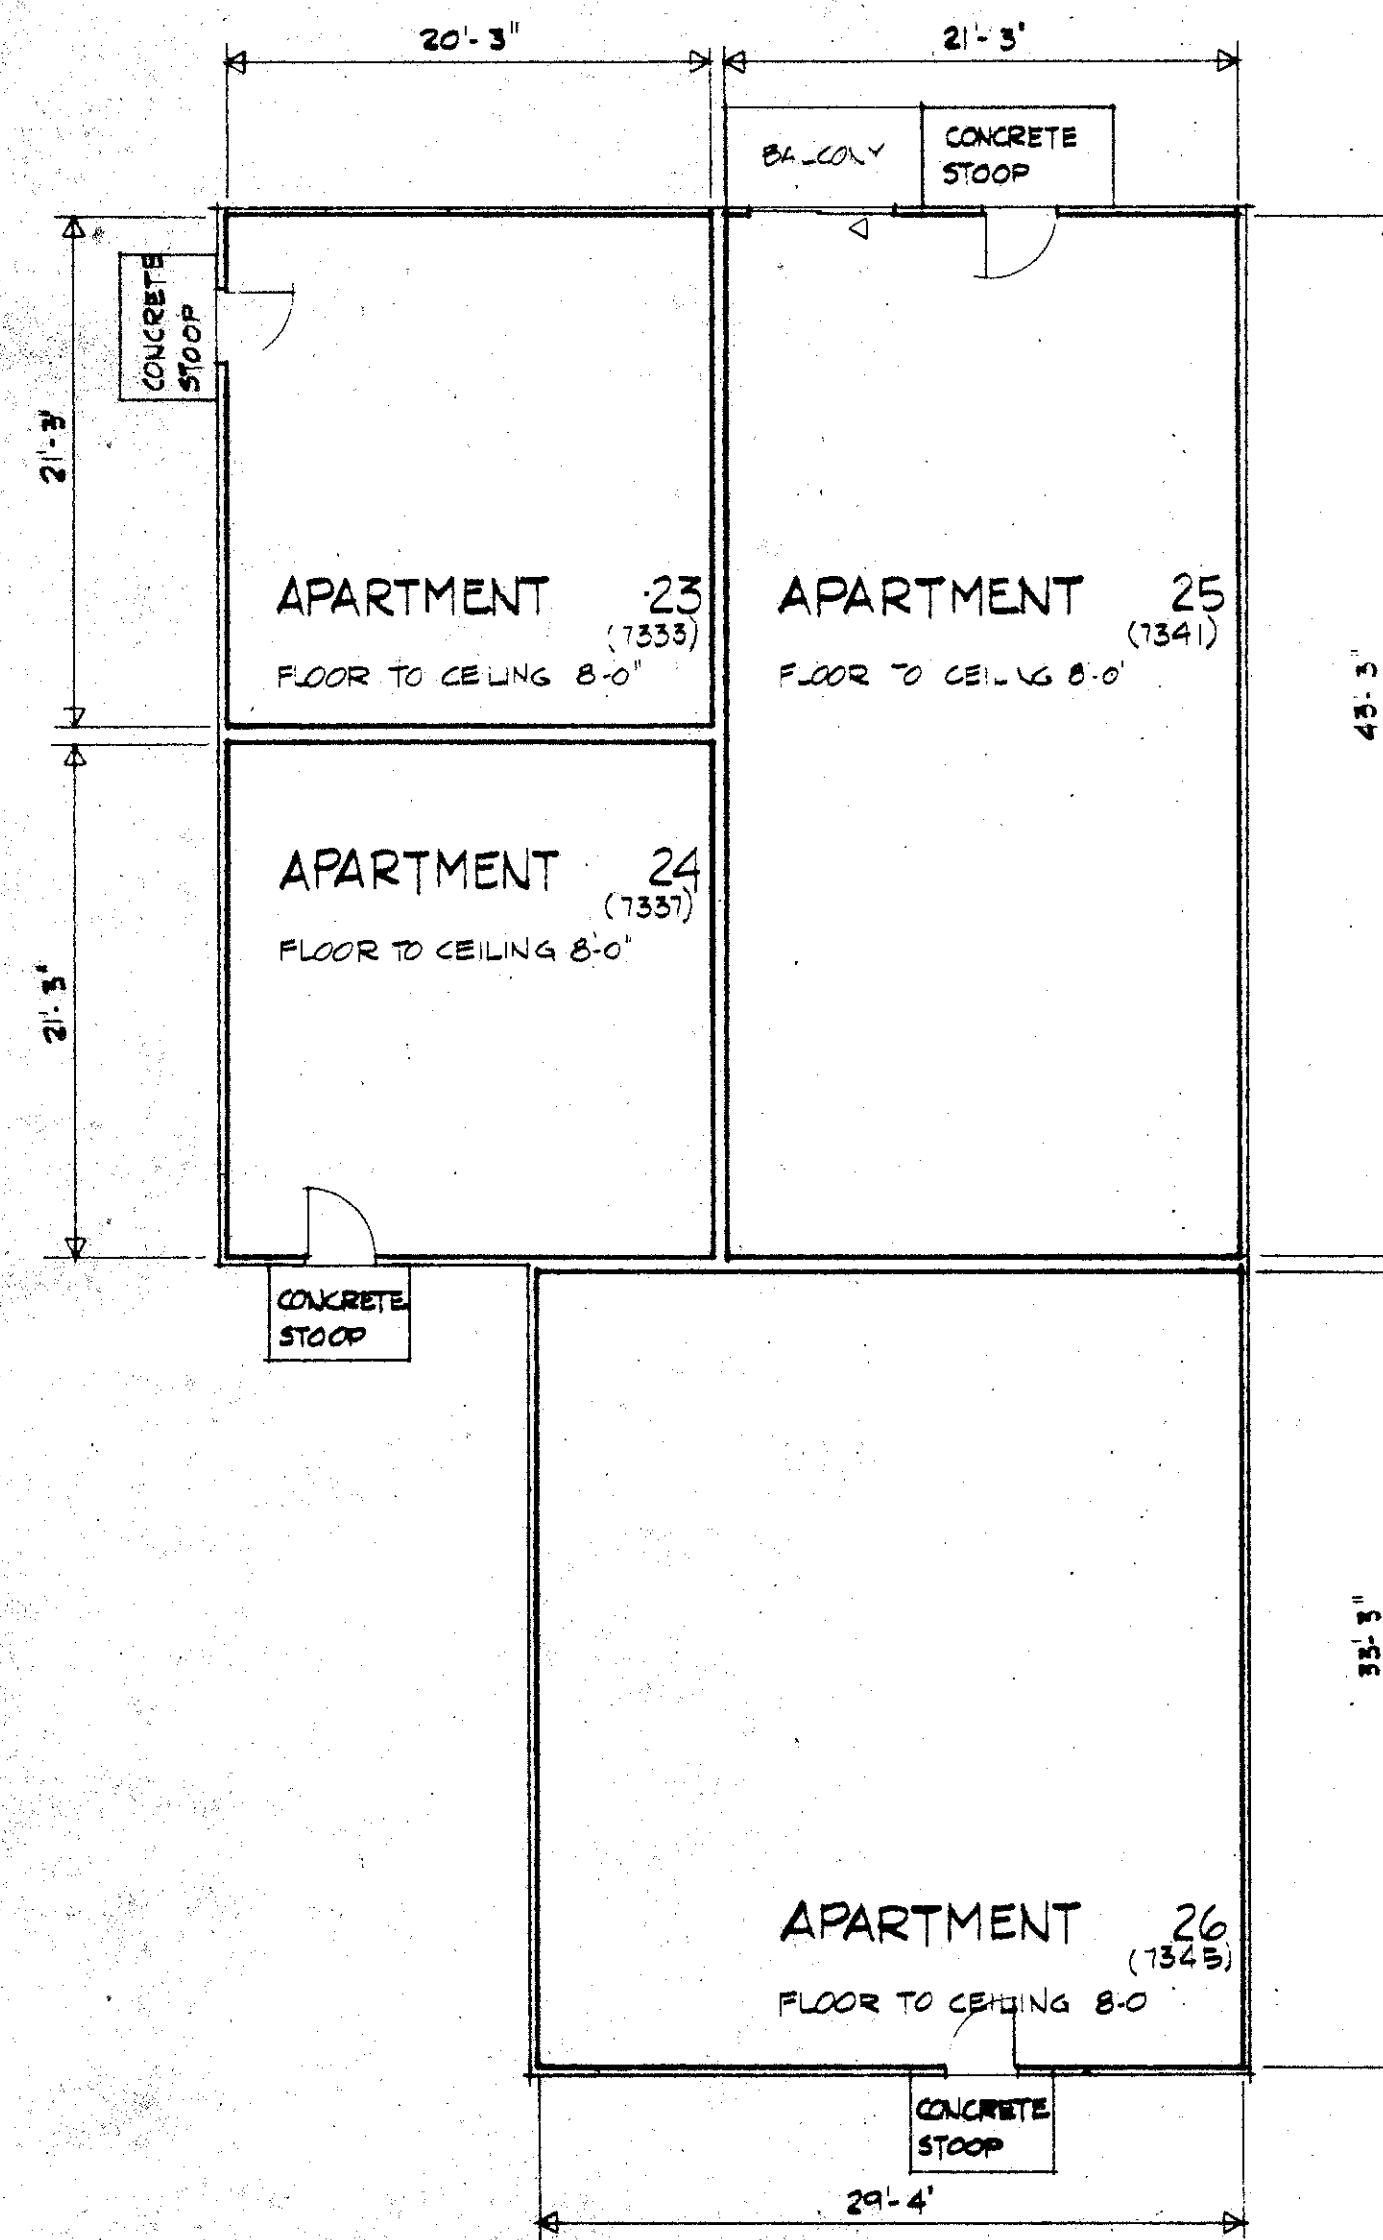 20'-3"
21'-3"
BALCONY
CONCRETE
STOOP
CONCRETE
STOOP
21'-3"
APARTMENT 23
(7333)
FLOOR TO CEILING 8-0"
APARTMENT 25
(7341)
FLOOR TO CEILING 8-0'
43'-3"
APARTMENT 24
(7337)
FLOOR TO CEILING 8'-0"
21'-3"
CONCRETE
STOOP
33'-3"
APARTMENT 26
(7345)
FLOOR TO CEILING 8-0
CONCRETE
STOOP
29'-4'